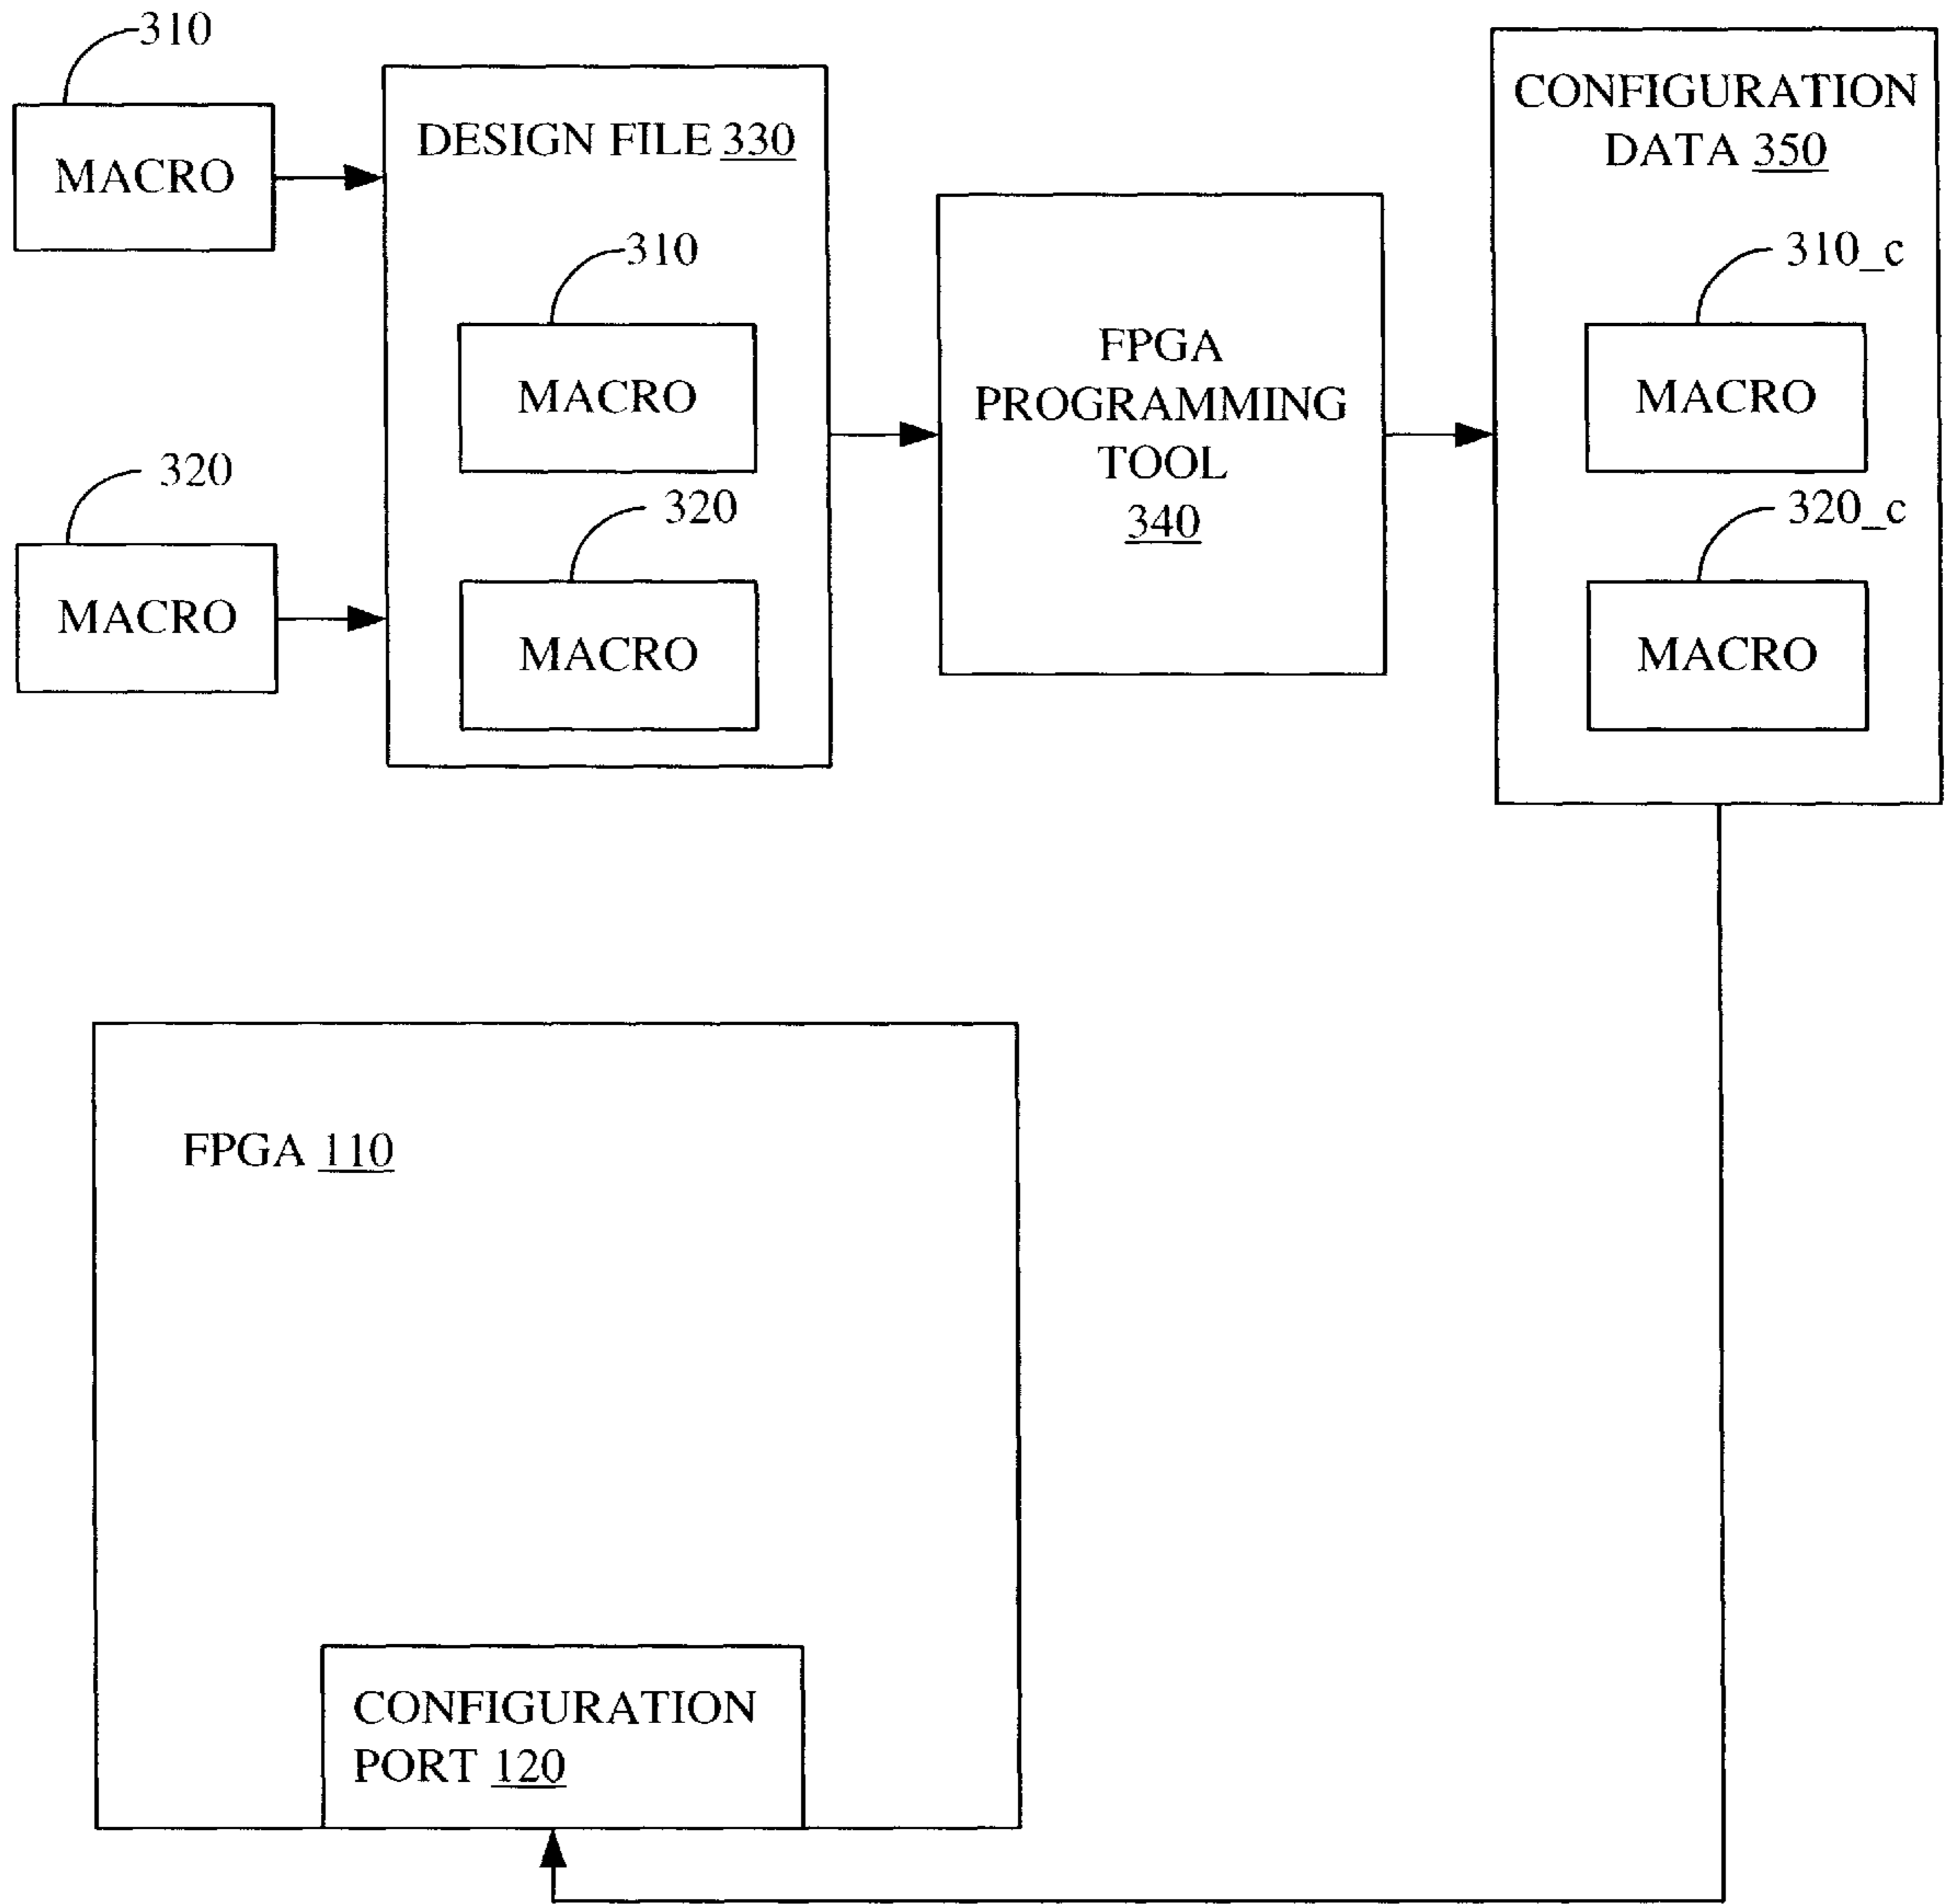 310
MACRO
320
MACRO
DESIGN FILE 330
310
MACRO
320
MACRO
FPGA
PROGRAMMING
TOOL
340
CONFIGURATION
DATA 350
310_c
MACRO
320_c
MACRO
FPGA 110
CONFIGURATION
PORT 120